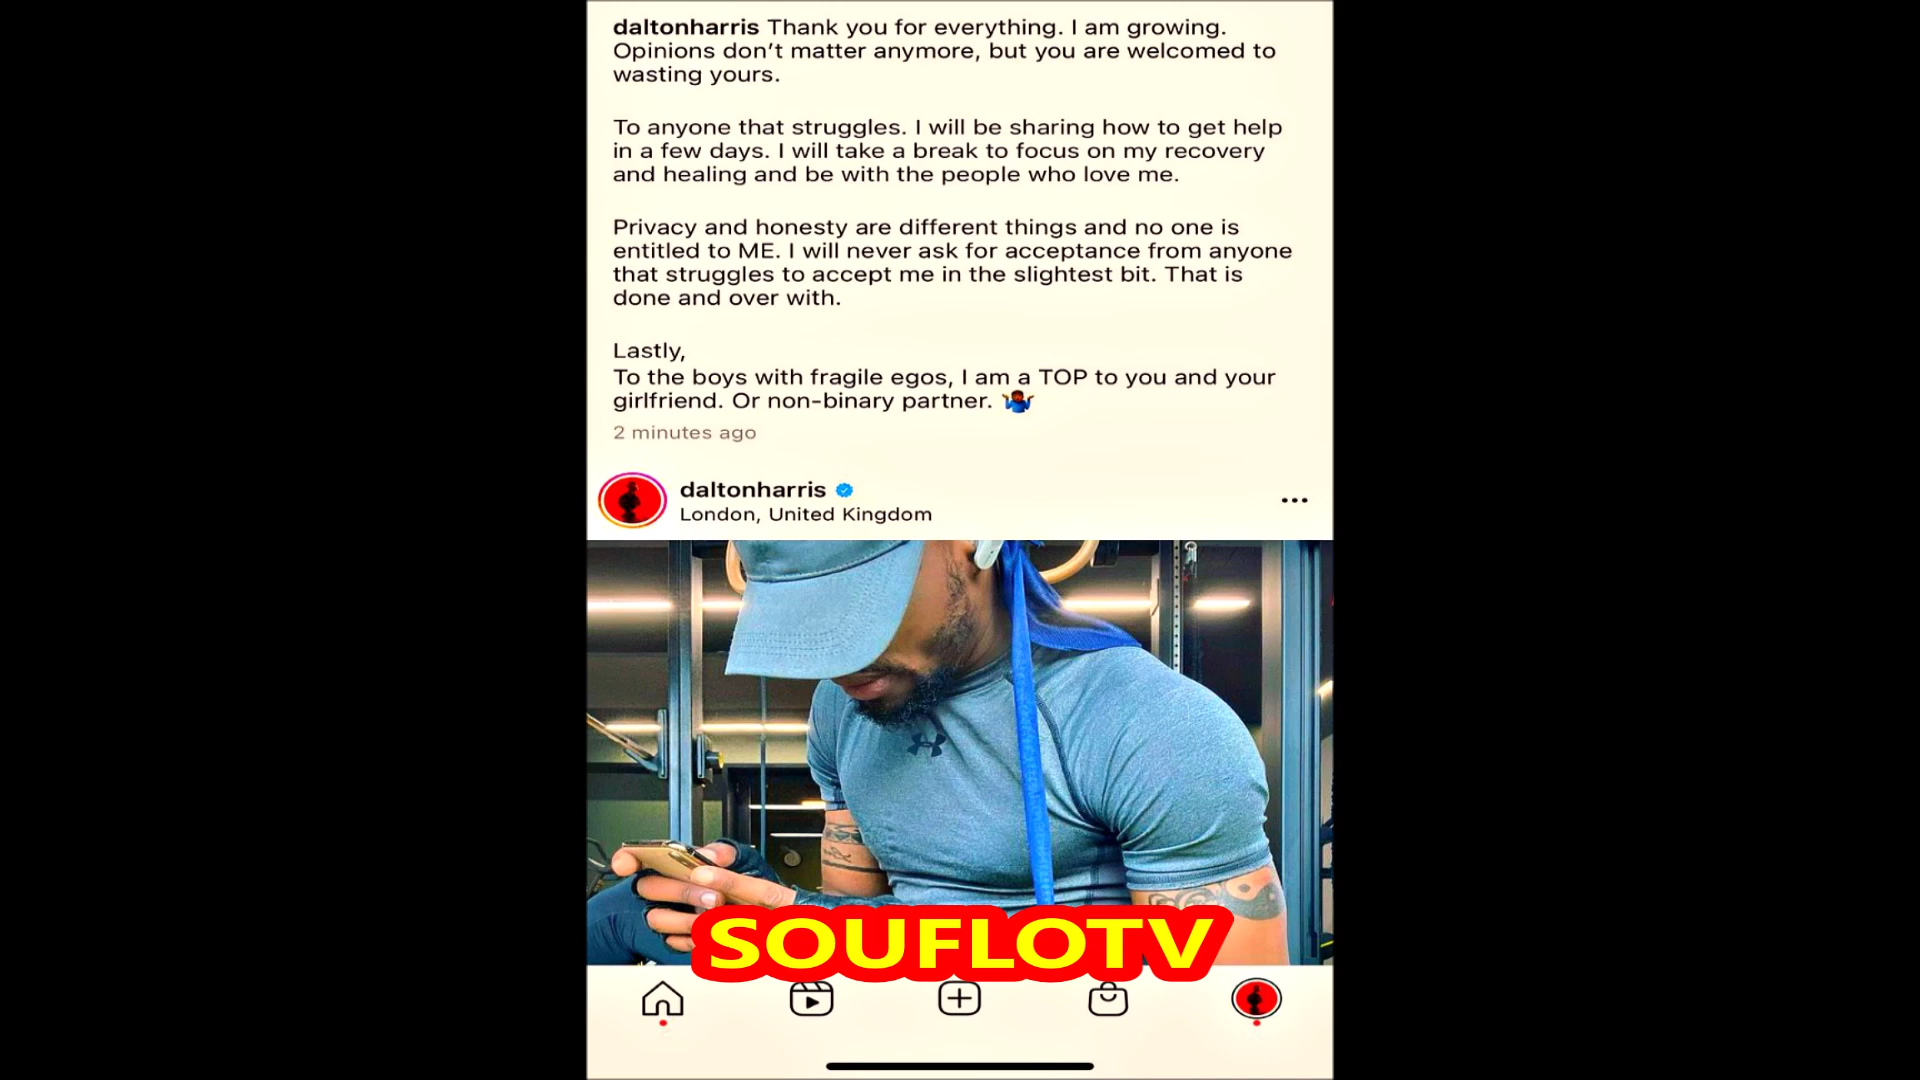 daltonharris Thank you for everything. I am growing.
Opinions don’t matter anymore, but you are welcomed to
wasting yours.
To anyone that struggles. I will be sharing how to get help
in a few days. I will take a break to focus on my recovery
and healing and be with the people who love me.
Privacy and honesty are different things and no one is
entitled to ME. I will never ask for acceptance from anyone
that struggles to accept me in the slightest bit. That is
done and over with.
Lastly,
To the boys with fragile egos, I am a TOP to you and your
girlfriend. Or non-binary partner. 🤷🏾‍♂️
2 minutes ago
daltonharris
London, United Kingdom
SOUFLOTV